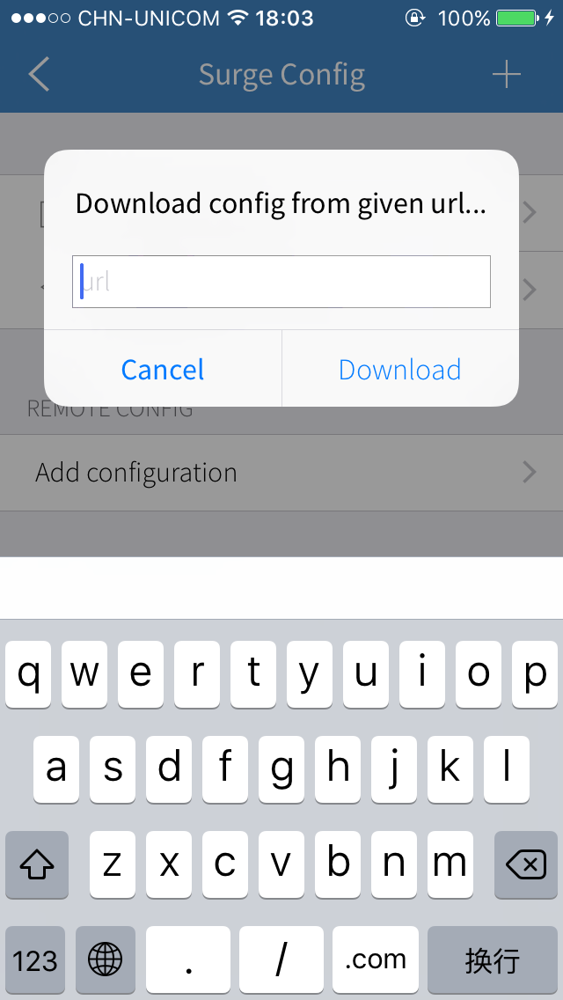 CHN-UNICOM 18:03 100%
Surge Config
Download config from given url...
url
Cancel Download
REMOTE CONFIG
Add configuration
q w e r t y u i o p
a s d f g h j k l
z x c v b n m
123 . / .com 换行